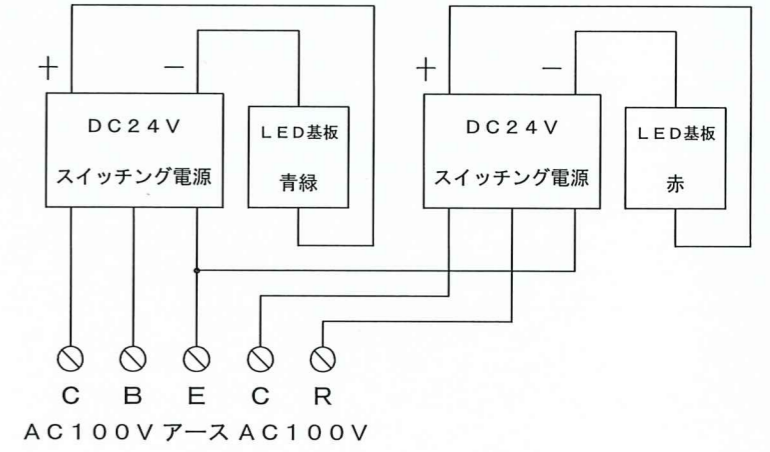 ＋ －
ＤＣ２４Ｖ
スイッチング電源
ＬＥＤ基板
青緑
＋ －
ＤＣ２４Ｖ
スイッチング電源
ＬＥＤ基板
赤
Ｃ Ｂ Ｅ Ｃ Ｒ
ＡＣ１００Ｖ アース ＡＣ１００Ｖ